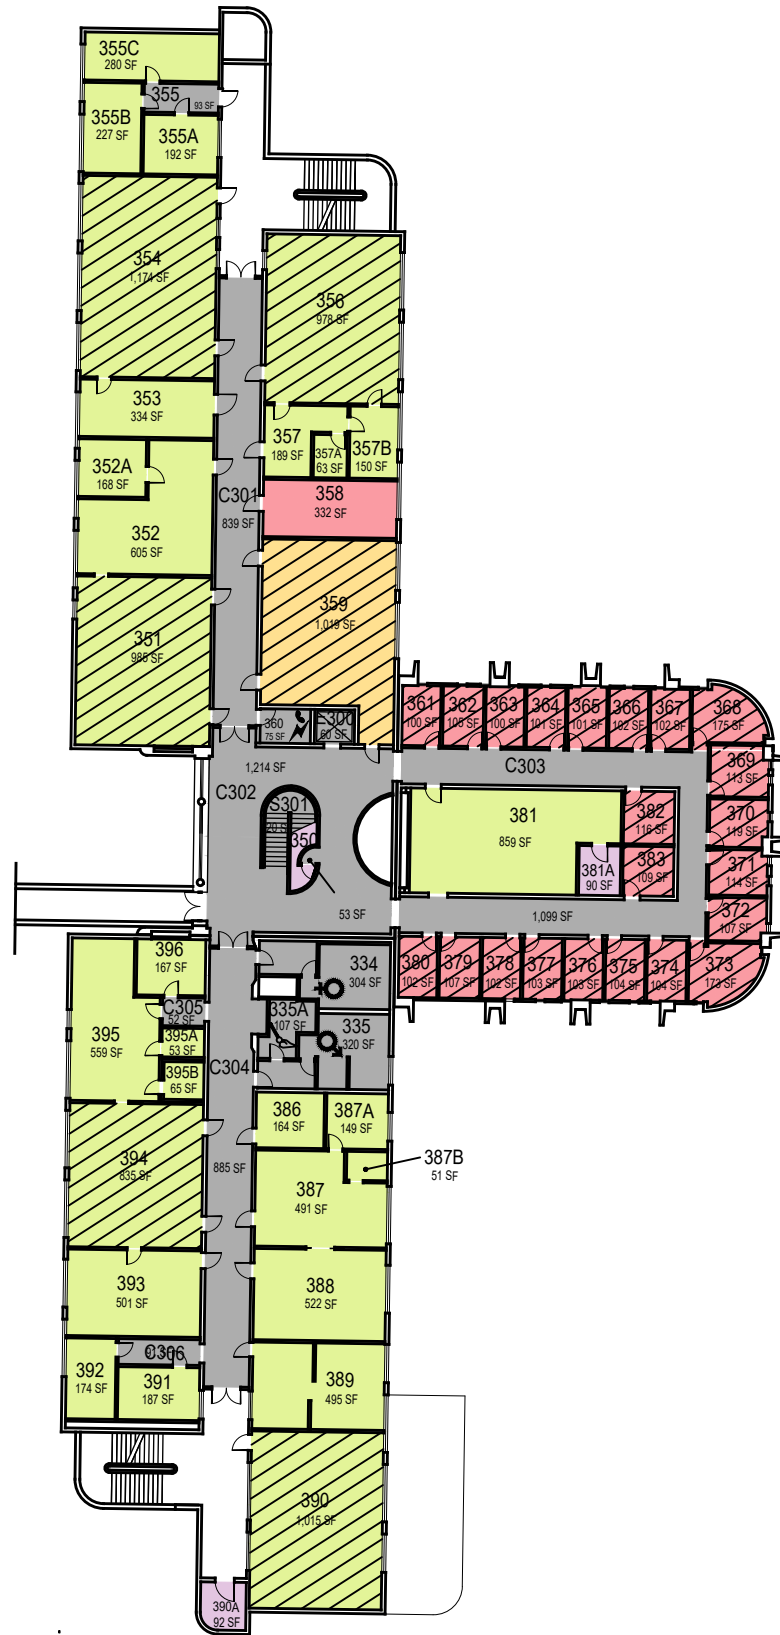 355C
280 SF
355
93 SF
355B
227 SF
355A
192 SF
354
1,174 SF
356
978 SF
353
334 SF
357
189 SF
357A
63 SF
357B
150 SF
352A
168 SF
C301
839 SF
358
332 SF
352
605 SF
359
1,019 SF
351
985 SF
360
75 SF
E300
60 SF
361
100 SF
362
105 SF
363
100 SF
364
101 SF
365
101 SF
366
102 SF
367
102 SF
368
175 SF
1,214 SF
C302
C303
369
113 SF
S301
350
53 SF
381
859 SF
382
116 SF
370
119 SF
381A
90 SF
383
109 SF
371
114 SF
1,099 SF
372
107 SF
396
167 SF
334
304 SF
380
102 SF
379
107 SF
378
102 SF
377
103 SF
376
103 SF
375
104 SF
374
104 SF
373
173 SF
C305
52 SF
395
559 SF
395A
53 SF
335A
107 SF
335
320 SF
395B
65 SF
C304
885 SF
386
164 SF
387A
149 SF
394
835 SF
387B
51 SF
387
491 SF
393
501 SF
388
522 SF
C306
392
174 SF
391
187 SF
389
495 SF
390
1,015 SF
390A
92 SF